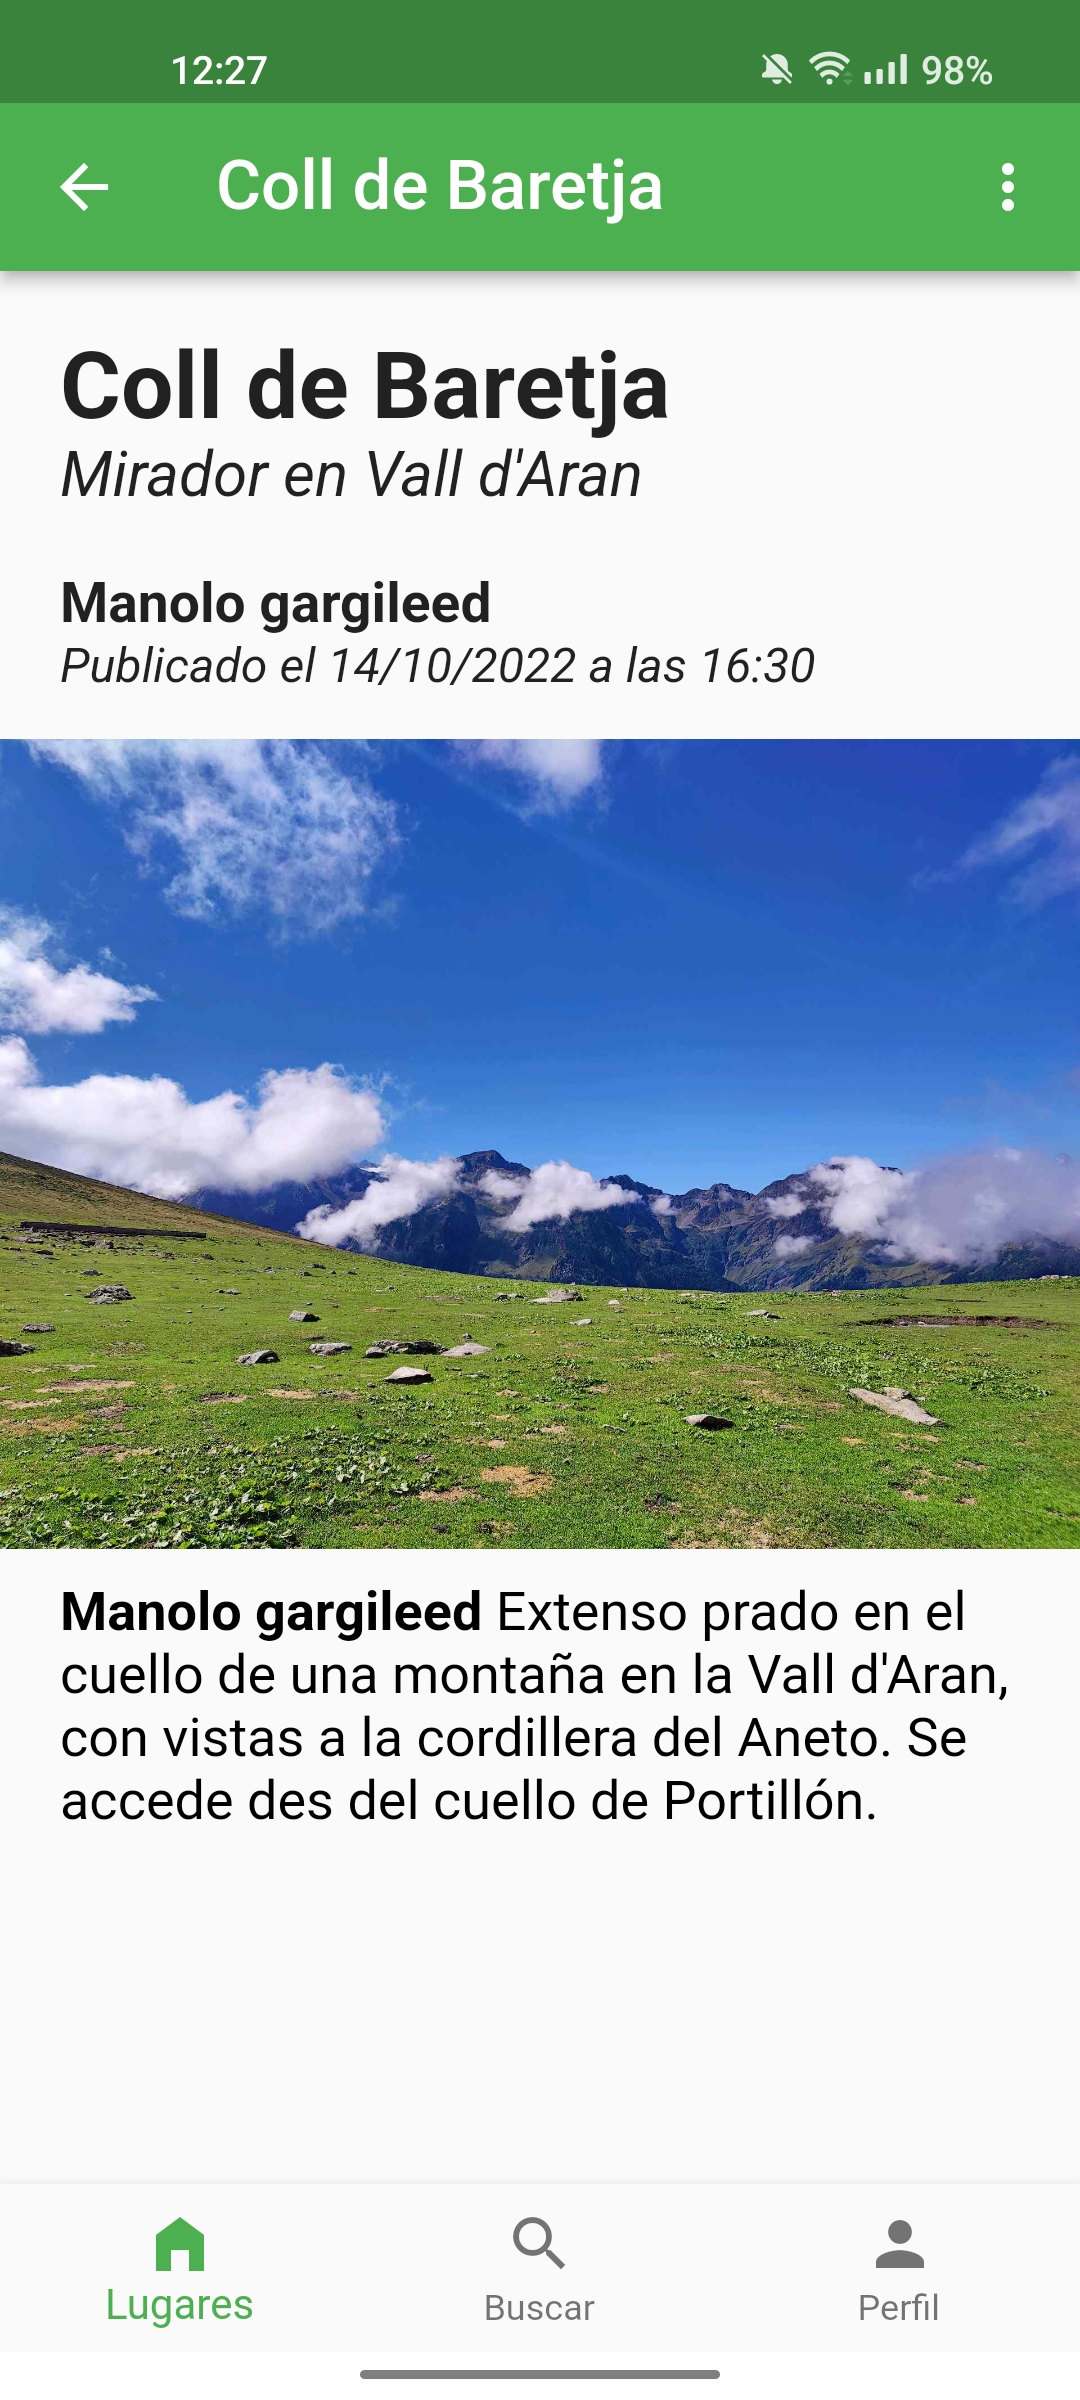 12:27
98%
Coll de Baretja
Coll de Baretja
Mirador en Vall d'Aran
Manolo gargileed
Publicado el 14/10/2022 a las 16:30
Manolo gargileed Extenso prado en el
cuello de una montaña en la Vall d'Aran,
con vistas a la cordillera del Aneto. Se
accede des del cuello de Portillón.
Lugares
Buscar
Perfil